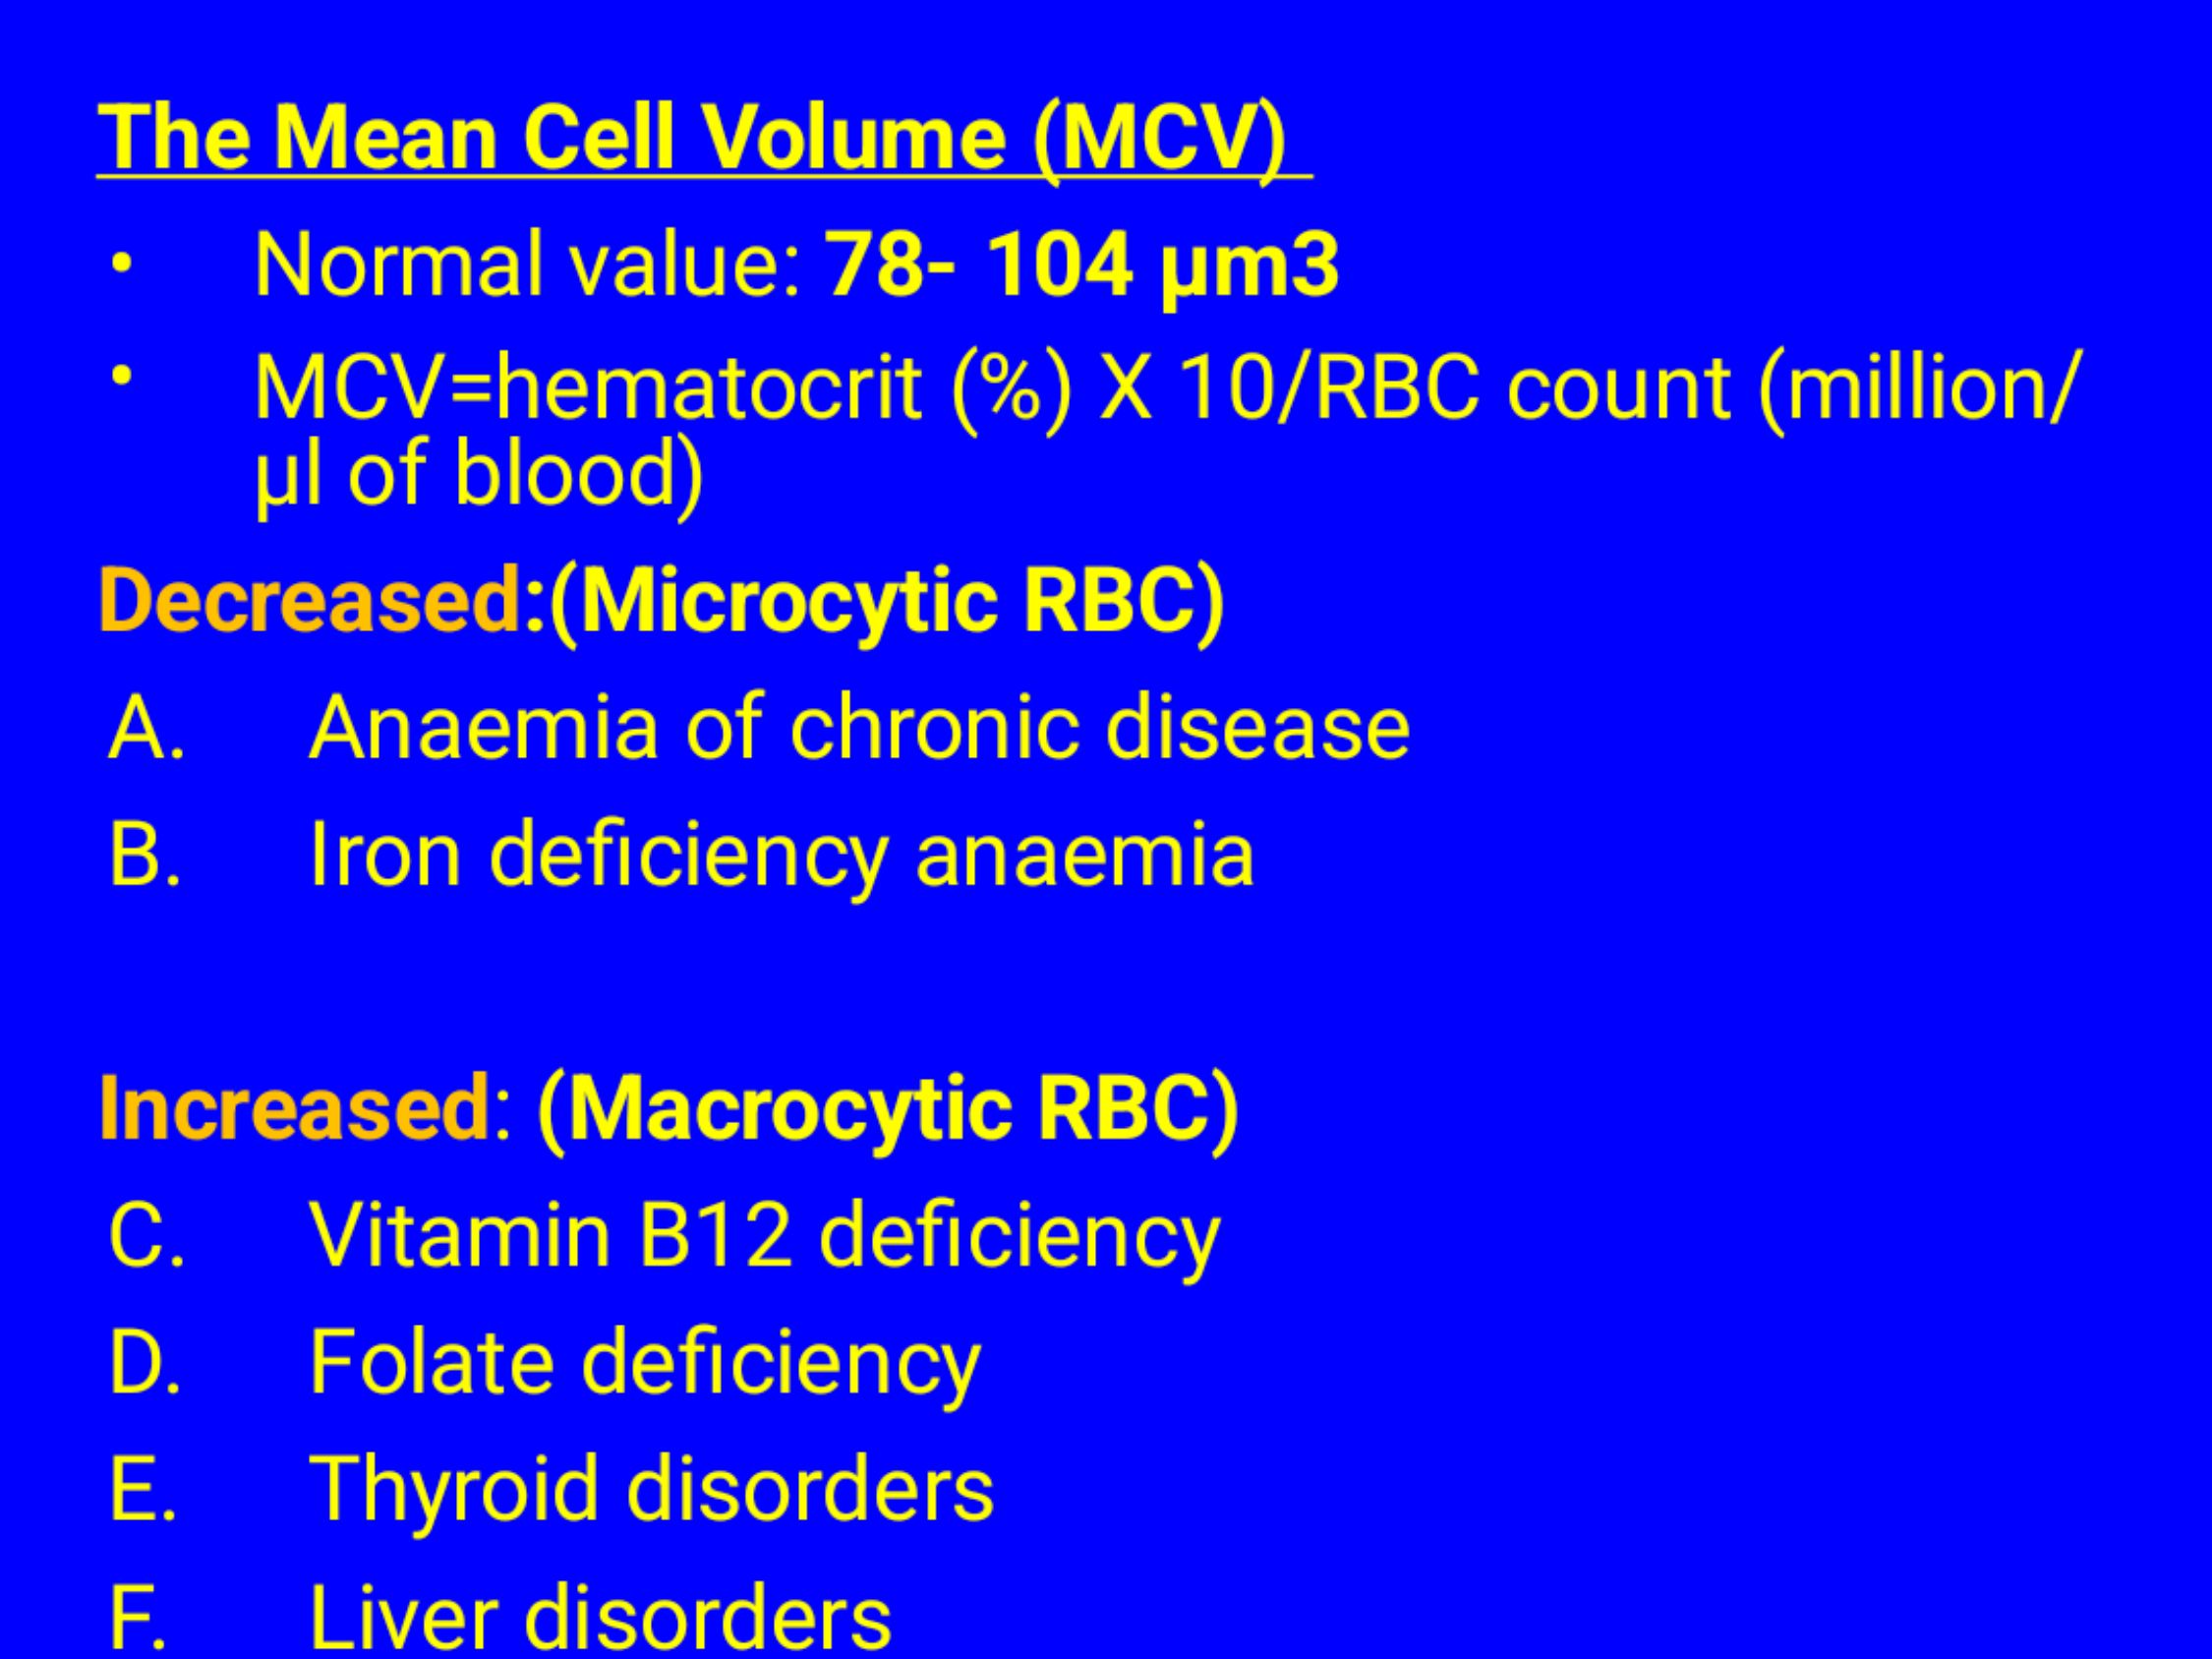 The Mean Cell Volume (MCV)
• Normal value: 78- 104 µm3
• MCV=hematocrit (%) X 10/RBC count (million/
µl of blood)
Decreased:(Microcytic RBC)
A. Anaemia of chronic disease
B. Iron deficiency anaemia
Increased: (Macrocytic RBC)
C. Vitamin B12 deficiency
D. Folate deficiency
E. Thyroid disorders
F. Liver disorders